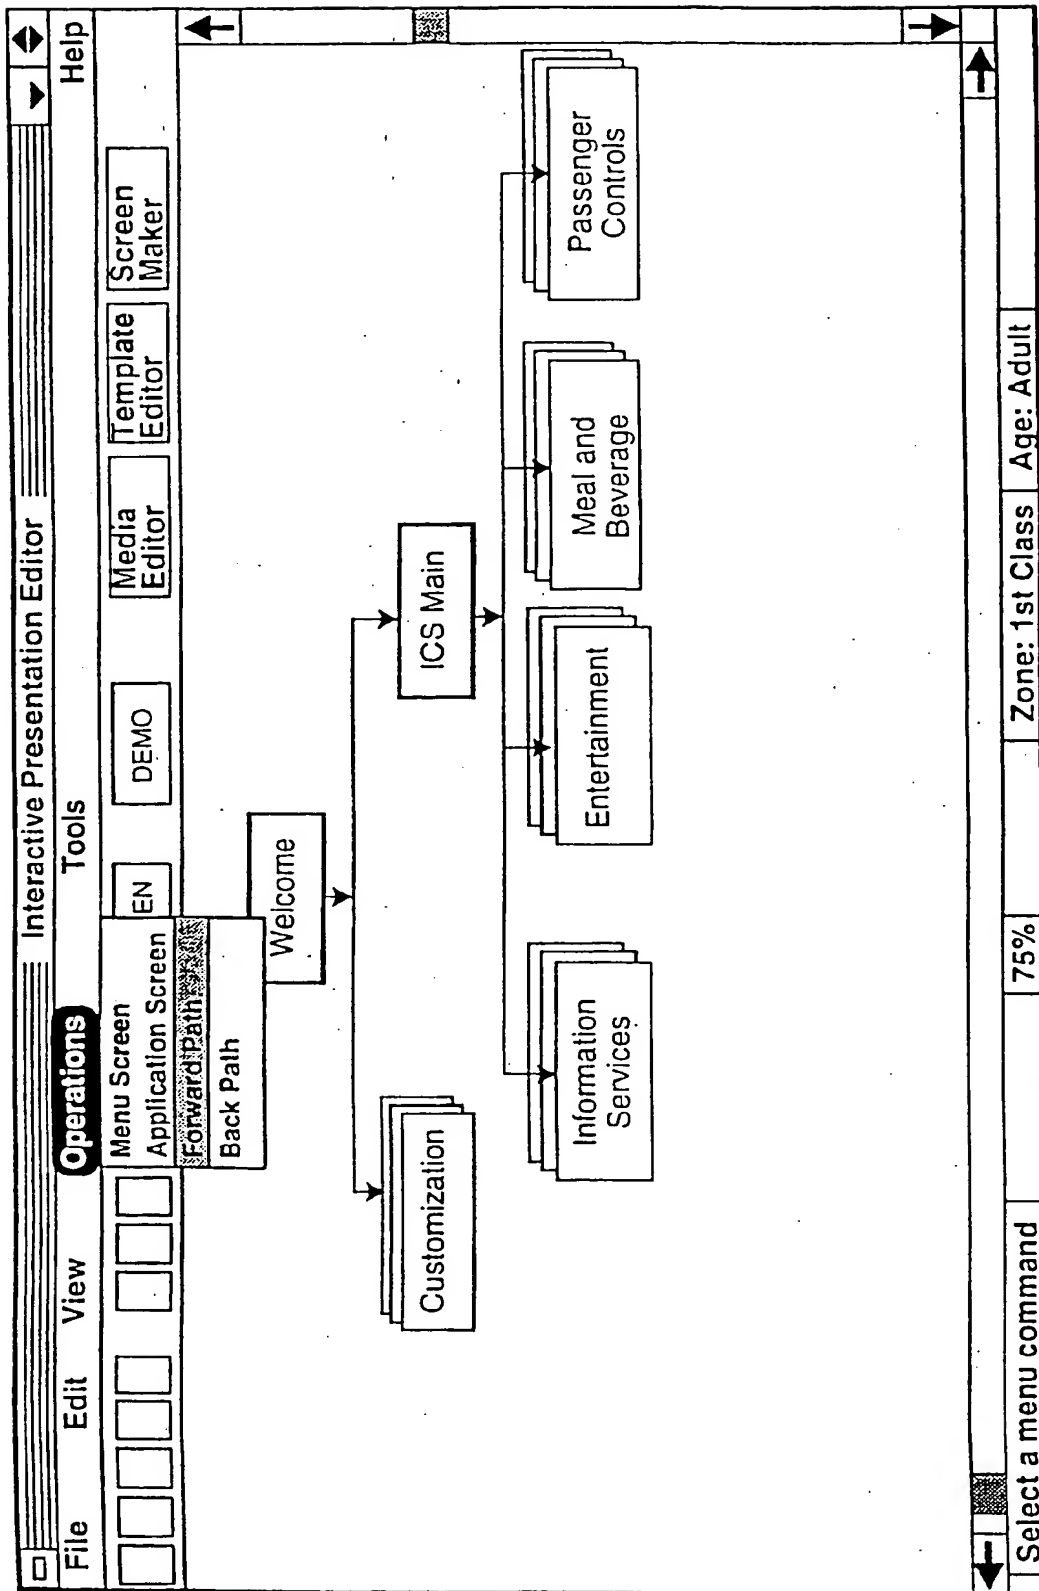 Interactive Presentation Editor
File Edit View Operations Tools Help
EN DEMO Media Editor Template Editor Screen Maker
Menu Screen
Application Screen
Forward Path
Back Path
Welcome
Customization
ICS Main
Information
Services
Entertainment
Meal and
Beverage
Passenger
Controls
Select a menu command 75% Zone: 1st Class Age: Adult